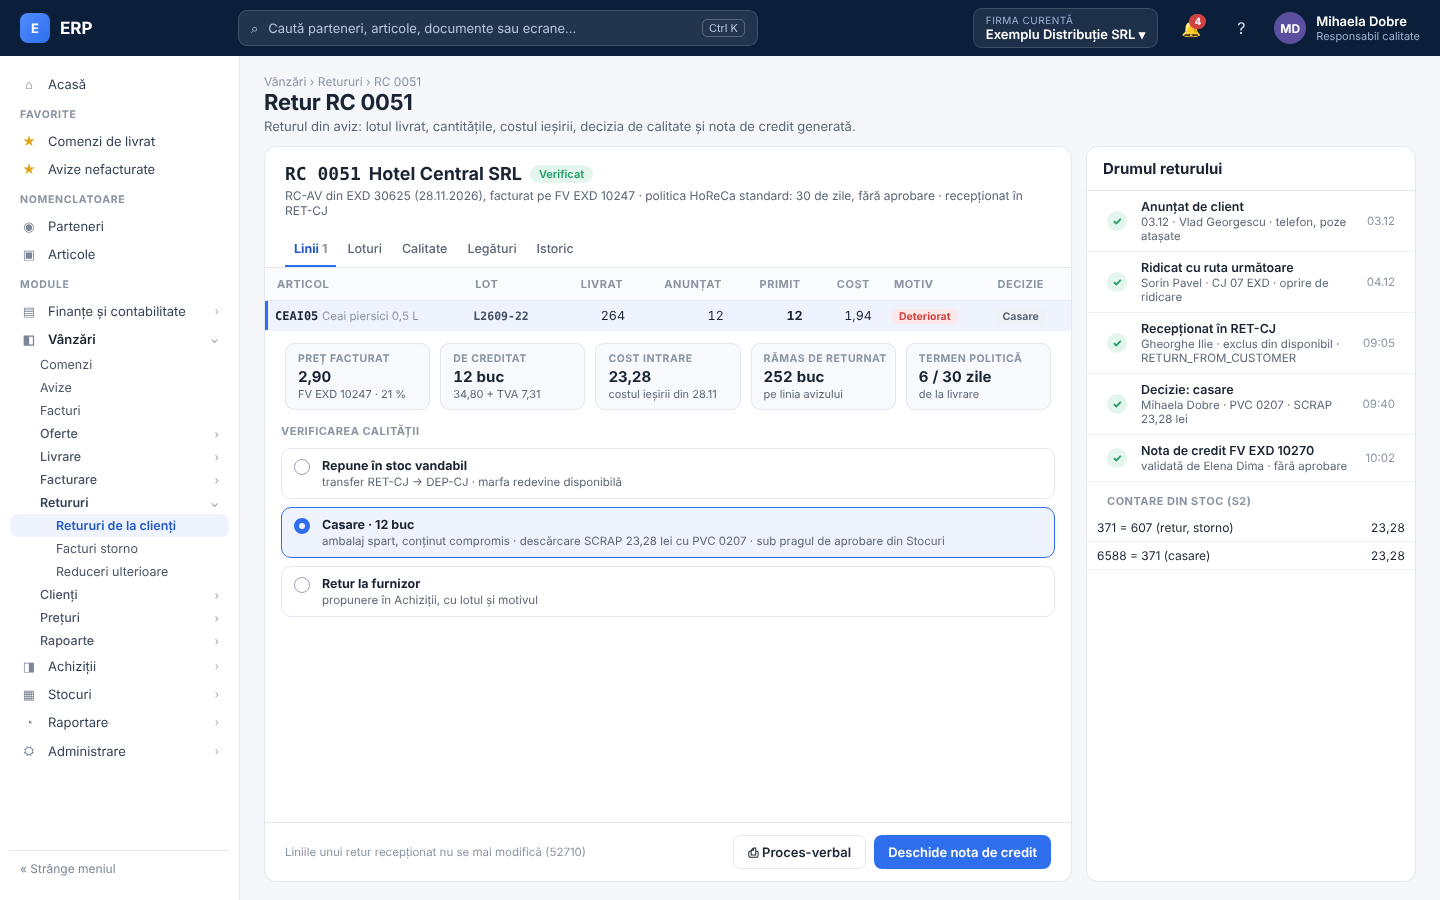 E ERP
Caută parteneri, articole, documente sau ecrane... Ctrl K
FIRMA CURENTĂ
Exemplu Distribuție SRL ▾
4
?
MD
Mihaela Dobre
Responsabil calitate
Acasă
FAVORITE
★ Comenzi de livrat
★ Avize nefacturate
NOMENCLATOARE
Parteneri
Articole
MODULE
Finanțe și contabilitate ›
Vânzări
Comenzi
Avize
Facturi
Oferte ›
Livrare ›
Facturare ›
Retururi
Retururi de la clienți
Facturi storno
Reduceri ulterioare
Clienți ›
Prețuri ›
Rapoarte ›
Achiziții ›
Stocuri ›
Raportare ›
Administrare ›
« Strânge meniul
Vânzări › Retururi › RC 0051
Retur RC 0051
Returul din aviz: lotul livrat, cantitățile, costul ieșirii, decizia de calitate și nota de credit generată.
RC 0051 Hotel Central SRL Verificat
RC-AV din EXD 30625 (28.11.2026), facturat pe FV EXD 10247 · politica HoReCa standard: 30 de zile, fără aprobare · recepționat în
RET-CJ
Linii 1 Loturi Calitate Legături Istoric
ARTICOL LOT LIVRAT ANUNȚAT PRIMIT COST MOTIV DECIZIE
CEAI05 Ceai piersici 0,5 L L2609-22 264 12 12 1,94 Deteriorat Casare
PREȚ FACTURAT
2,90
FV EXD 10247 · 21 %
DE CREDITAT
12 buc
34,80 + TVA 7,31
COST INTRARE
23,28
costul ieșirii din 28.11
RĂMAS DE RETURNAT
252 buc
pe linia avizului
TERMEN POLITICĂ
6 / 30 zile
de la livrare
VERIFICAREA CALITĂȚII
Repune în stoc vandabil
transfer RET-CJ → DEP-CJ · marfa redevine disponibilă
Casare · 12 buc
ambalaj spart, conținut compromis · descărcare SCRAP 23,28 lei cu PVC 0207 · sub pragul de aprobare din Stocuri
Retur la furnizor
propunere în Achiziții, cu lotul și motivul
Liniile unui retur recepționat nu se mai modifică (52710)
⎙ Proces-verbal
Deschide nota de credit
Drumul returului
Anunțat de client
03.12 · Vlad Georgescu · telefon, poze
atașate
03.12
Ridicat cu ruta următoare
Sorin Pavel · CJ 07 EXD · oprire de
ridicare
04.12
Recepționat în RET-CJ
Gheorghe Ilie · exclus din disponibil ·
RETURN_FROM_CUSTOMER
09:05
Decizie: casare
Mihaela Dobre · PVC 0207 · SCRAP
23,28 lei
09:40
Nota de credit FV EXD 10270
validată de Elena Dima · fără aprobare
10:02
CONTARE DIN STOC (S2)
371 = 607 (retur, storno) 23,28
6588 = 371 (casare) 23,28